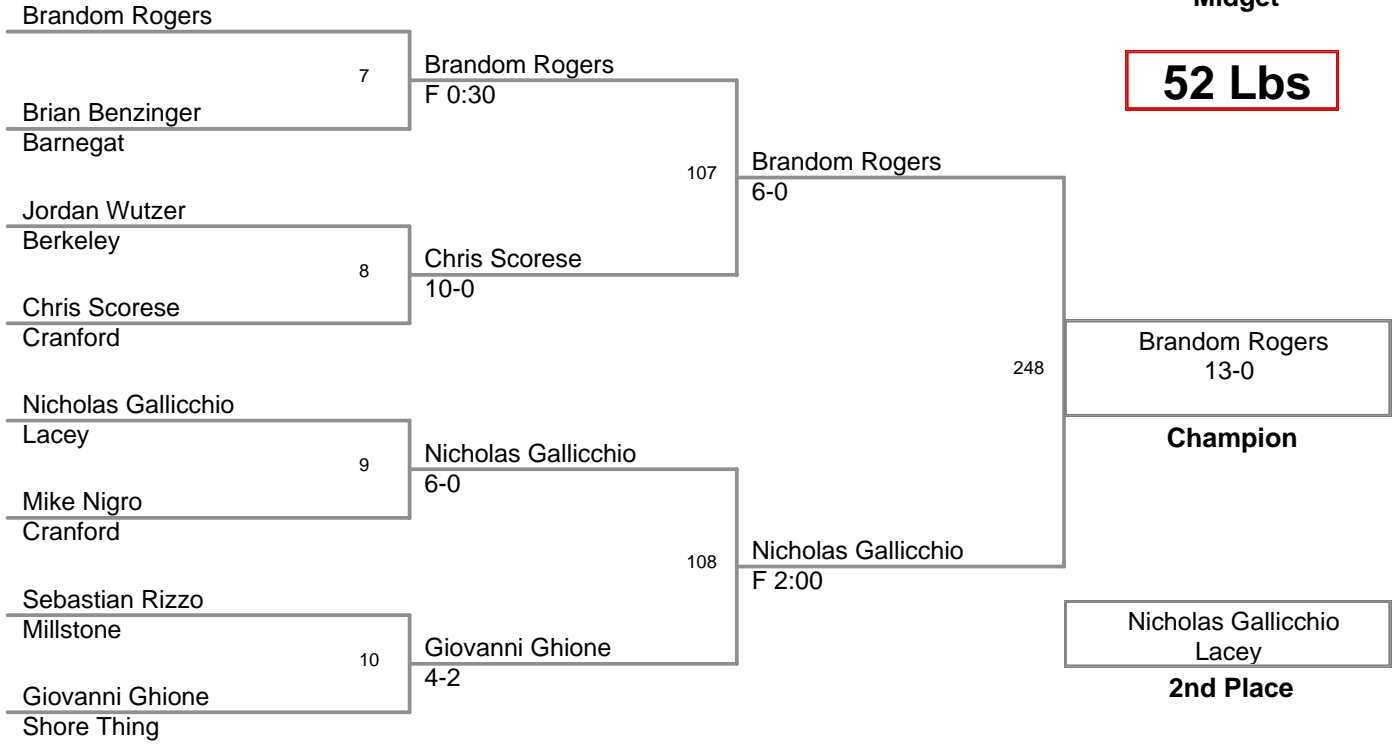 Midget
52 Lbs
Brandom Rogers
7
Brian Benzinger
Barnegat
Jordan Wutzer
Berkeley
8
Chris Scorese
Cranford
Nicholas Gallicchio
Lacey
9
Mike Nigro
Cranford
Sebastian Rizzo
Millstone
10
Giovanni Ghione
Shore Thing
Brandom Rogers
F 0:30
107
Chris Scorese
10-0
Nicholas Gallicchio
6-0
108
Giovanni Ghione
4-2
Brandom Rogers
6-0
248
Nicholas Gallicchio
F 2:00
Brandom Rogers
13-0
Champion
Nicholas Gallicchio
Lacey
2nd Place